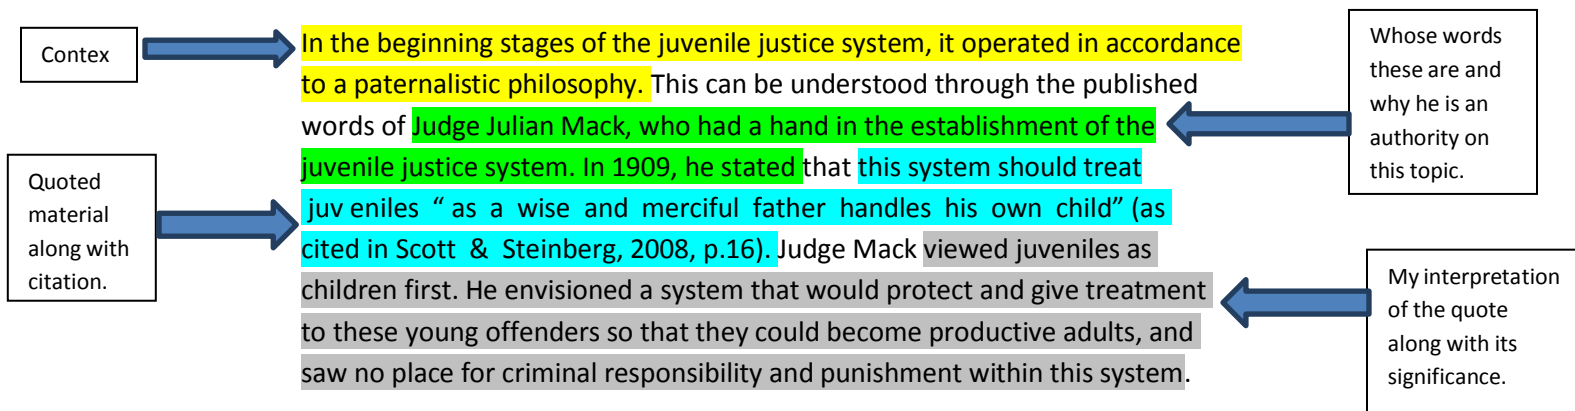 Contex
In the beginning stages of the juvenile justice system, it operated in accordance
to a paternalistic philosophy. This can be understood through the published
words of Judge Julian Mack, who had a hand in the establishment of the
juvenile justice system. In 1909, he stated that this system should treat
juv eniles “ as a wise and merciful father handles his own child” (as
cited in Scott & Steinberg, 2008, p.16). Judge Mack viewed juveniles as
children first. He envisioned a system that would protect and give treatment
to these young offenders so that they could become productive adults, and
saw no place for criminal responsibility and punishment within this system.
Whose words
these are and
why he is an
authority on
this topic.
Quoted
material
along with
citation.
My interpretation
of the quote
along with its
significance.